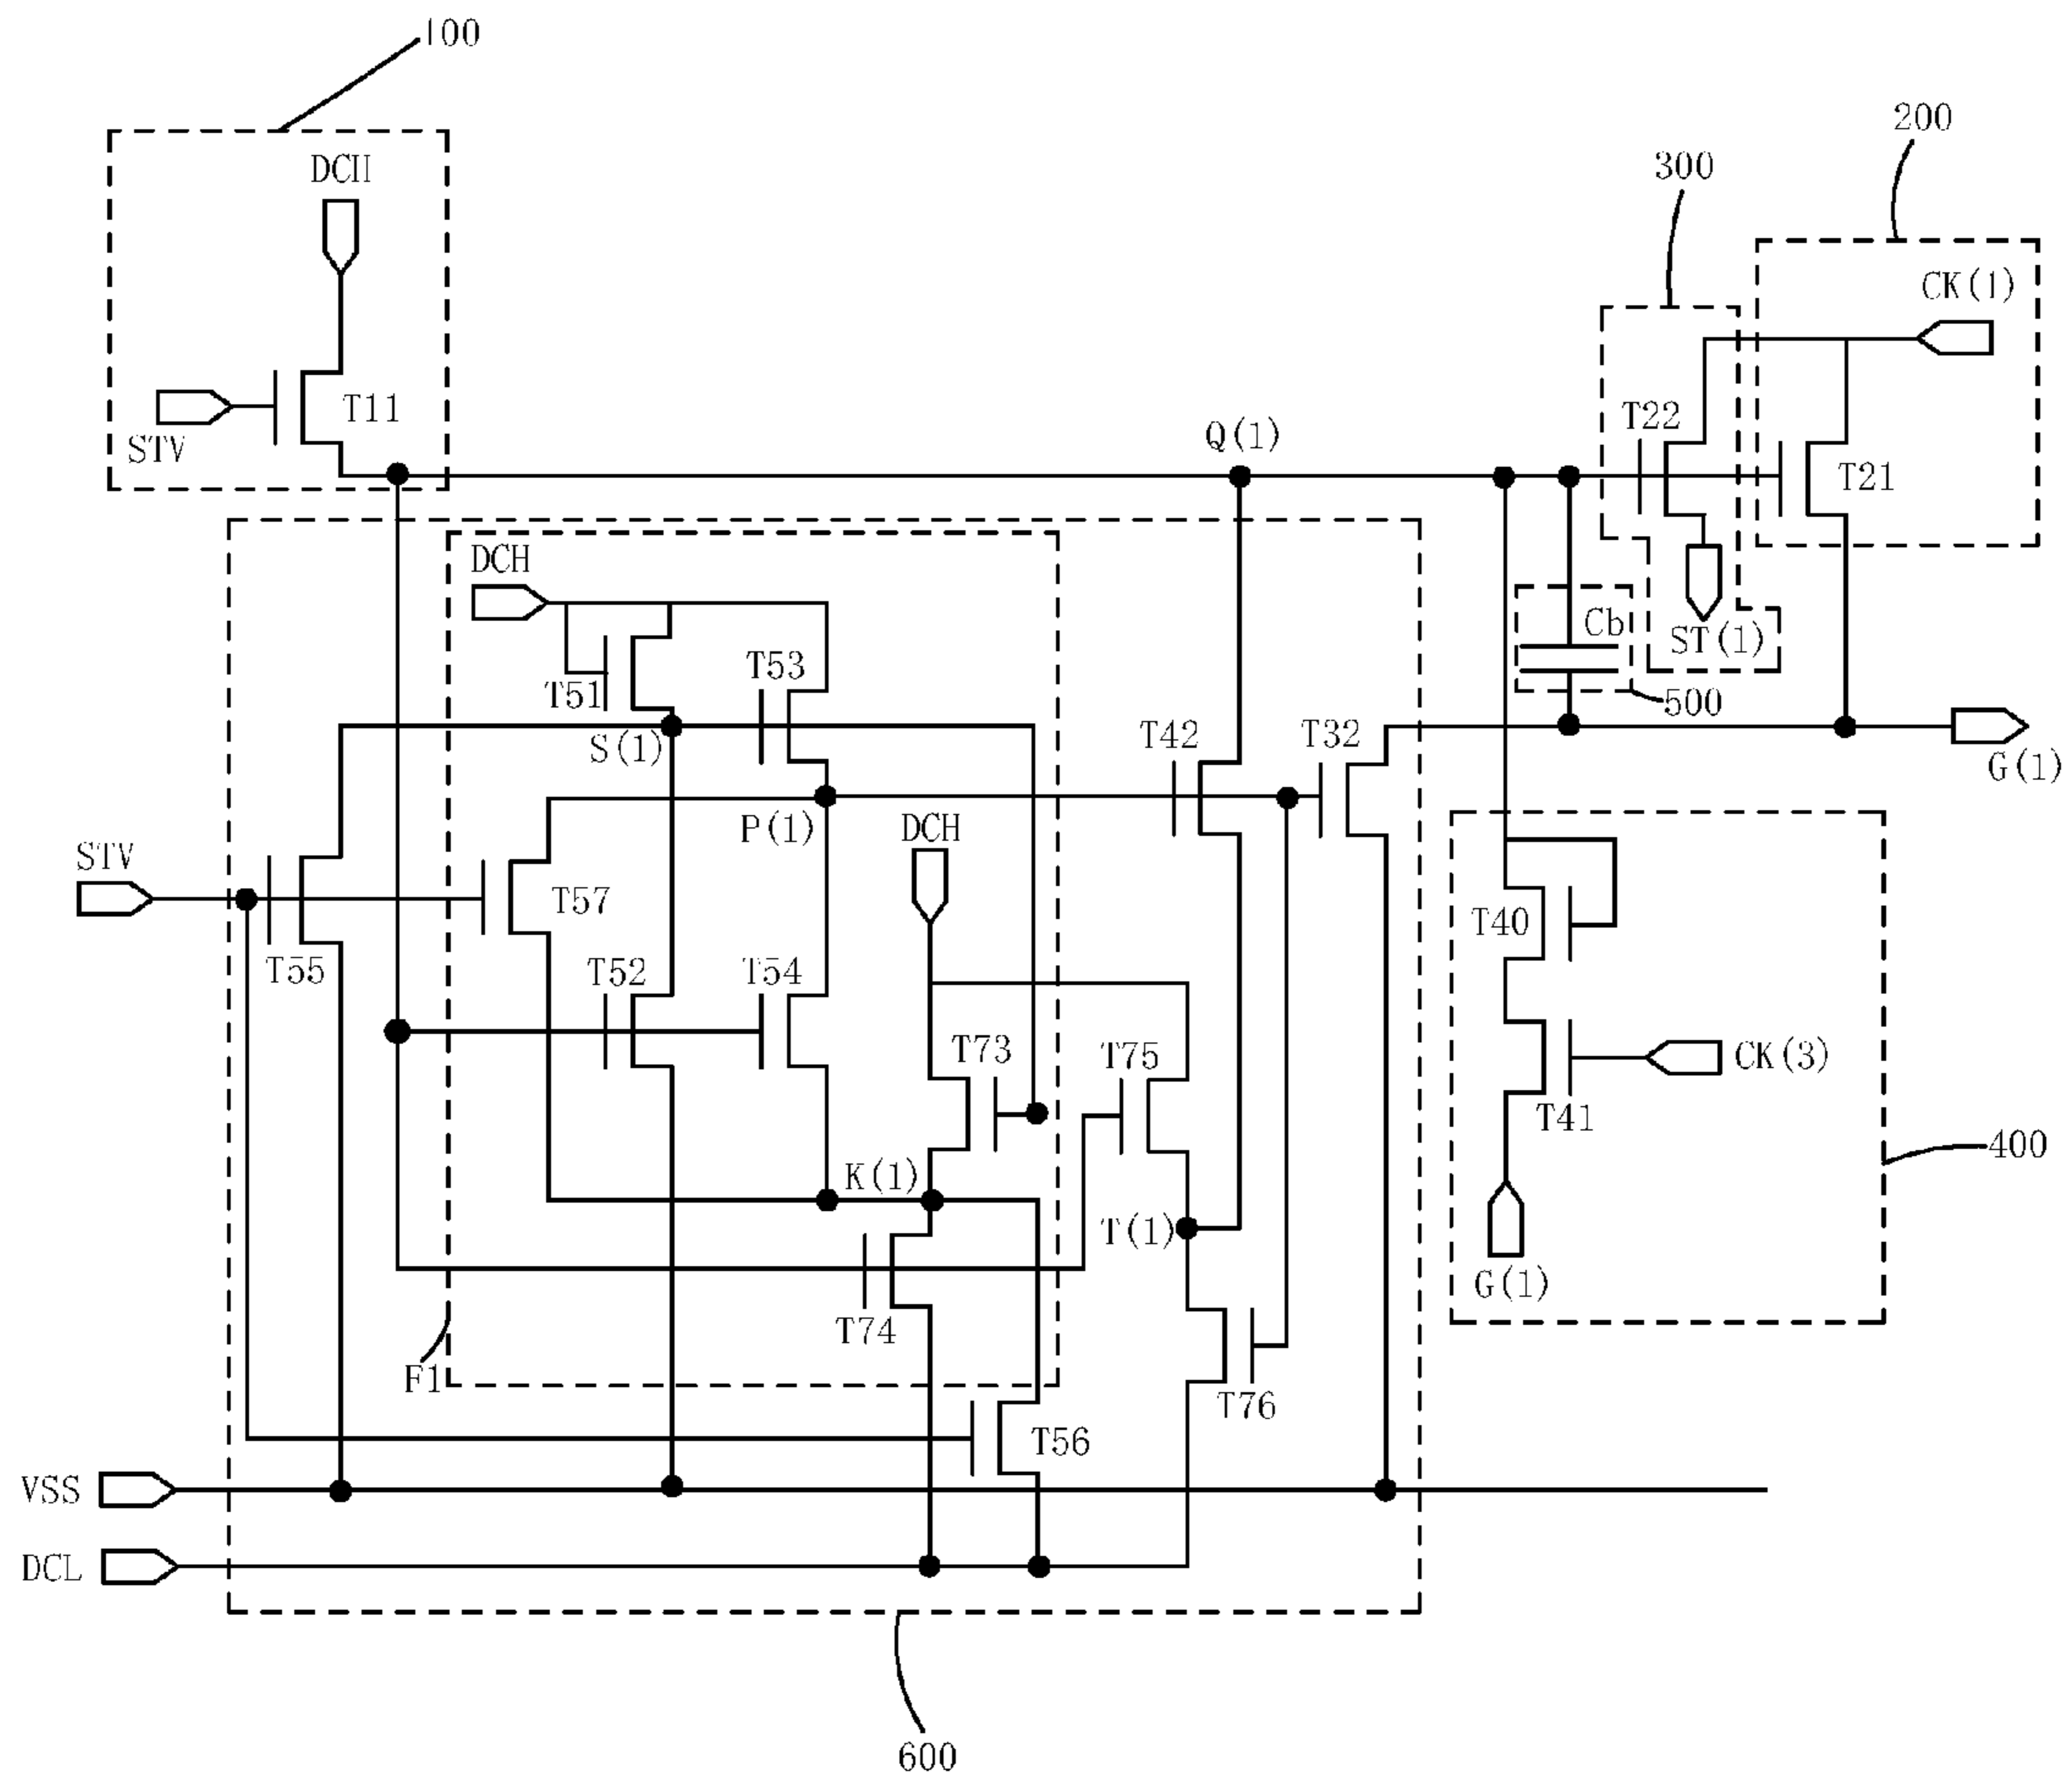 100
DCH
200
300
CK(1)
T11
STV
T22
Q(1)
T21
DCH
Cb
ST(1)
T53
T51
500
S(1)
T42
T32
G(1)
P(1)
DCH
STV
T57
T40
T55
T52
T54
T73
T75
CK(3)
T41
400
K(1)
T(1)
G(1)
T74
F1
T76
T56
VSS
DCL
600